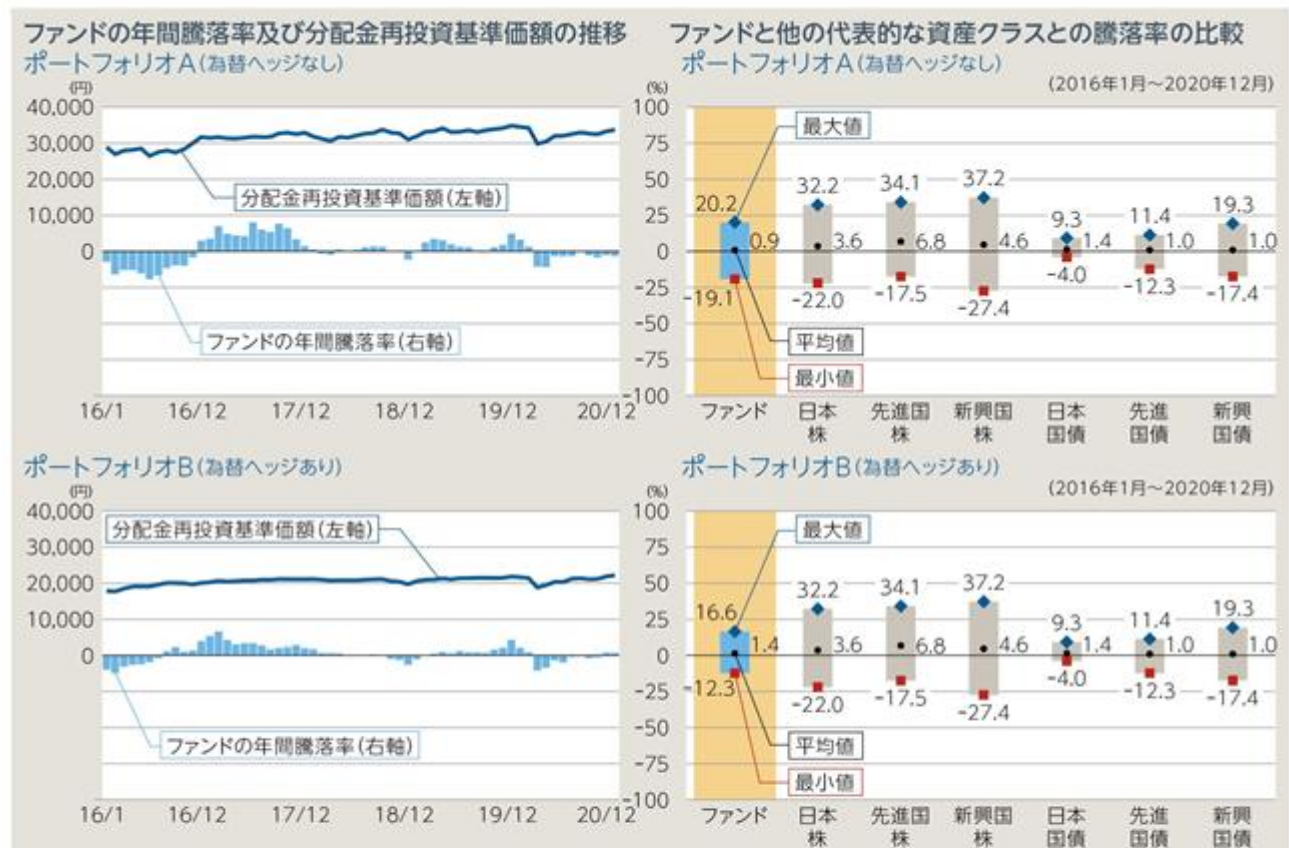 ファンドの年間騰落率及び分配金再投資基準価額の推移
ポートフォリオA(為替ヘッジなし)
(円)
40,000
30,000
20,000
10,000
0
分配金再投資基準価額(左軸)
ファンドの年間騰落率(右軸)
16/1 16/12 17/12 18/12 19/12 20/12
ファンドと他の代表的な資産クラスとの騰落率の比較
ポートフォリオA(為替ヘッジなし)
(2016年1月～2020年12月)
(%)
100
75
50
25
0
-25
-50
-75
-100
最大値
平均値
最小値
20.2 32.2 34.1 37.2 9.3 11.4 19.3
0.9 3.6 6.8 4.6 1.4 1.0 1.0
-19.1 -22.0 -17.5 -27.4 -4.0 -12.3 -17.4
ファンド 日本 先進国 新興国 日本 先進 新興
株 株 株 国債 国債 国債
ポートフォリオB(為替ヘッジあり)
(円)
40,000
30,000
20,000
10,000
0
分配金再投資基準価額(左軸)
ファンドの年間騰落率(右軸)
16/1 16/12 17/12 18/12 19/12 20/12
ポートフォリオB(為替ヘッジあり)
(2016年1月～2020年12月)
(%)
100
75
50
25
0
-25
-50
-75
-100
最大値
平均値
最小値
16.6 32.2 34.1 37.2 9.3 11.4 19.3
1.4 3.6 6.8 4.6 1.4 1.0 1.0
-12.3 -22.0 -17.5 -27.4 -4.0 -12.3 -17.4
ファンド 日本 先進国 新興国 日本 先進 新興
株 株 株 国債 国債 国債